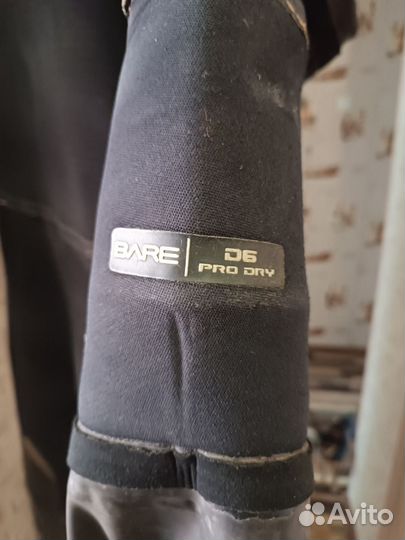 BARE | D6
PRO DRY
Avito